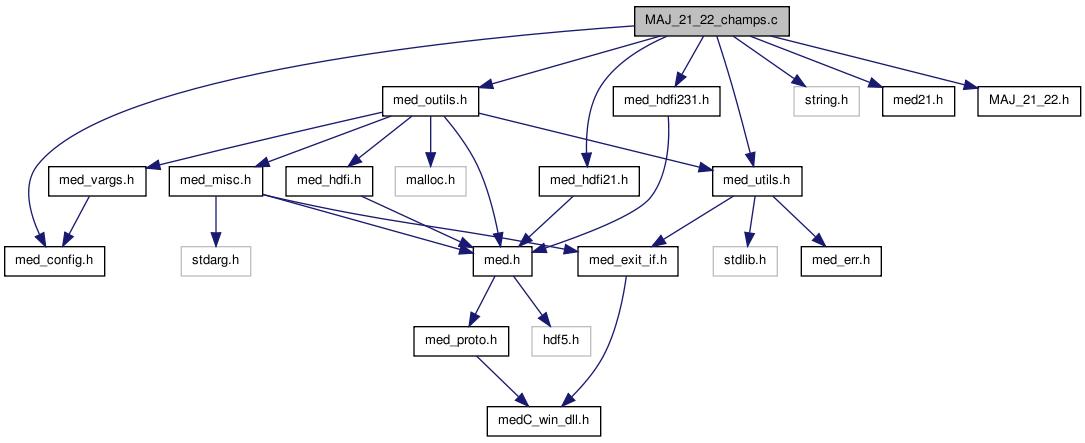 MAJ_21_22_champs.c
med_outils.h
med_hdfi231.h
string.h
med21.h
MAJ_21_22.h
med_vargs.h
med_misc.h
med_hdfi.h
malloc.h
med_hdfi21.h
med_utils.h
med_config.h
stdarg.h
med.h
med_exit_if.h
stdlib.h
med_err.h
med_proto.h
hdf5.h
medC_win_dll.h